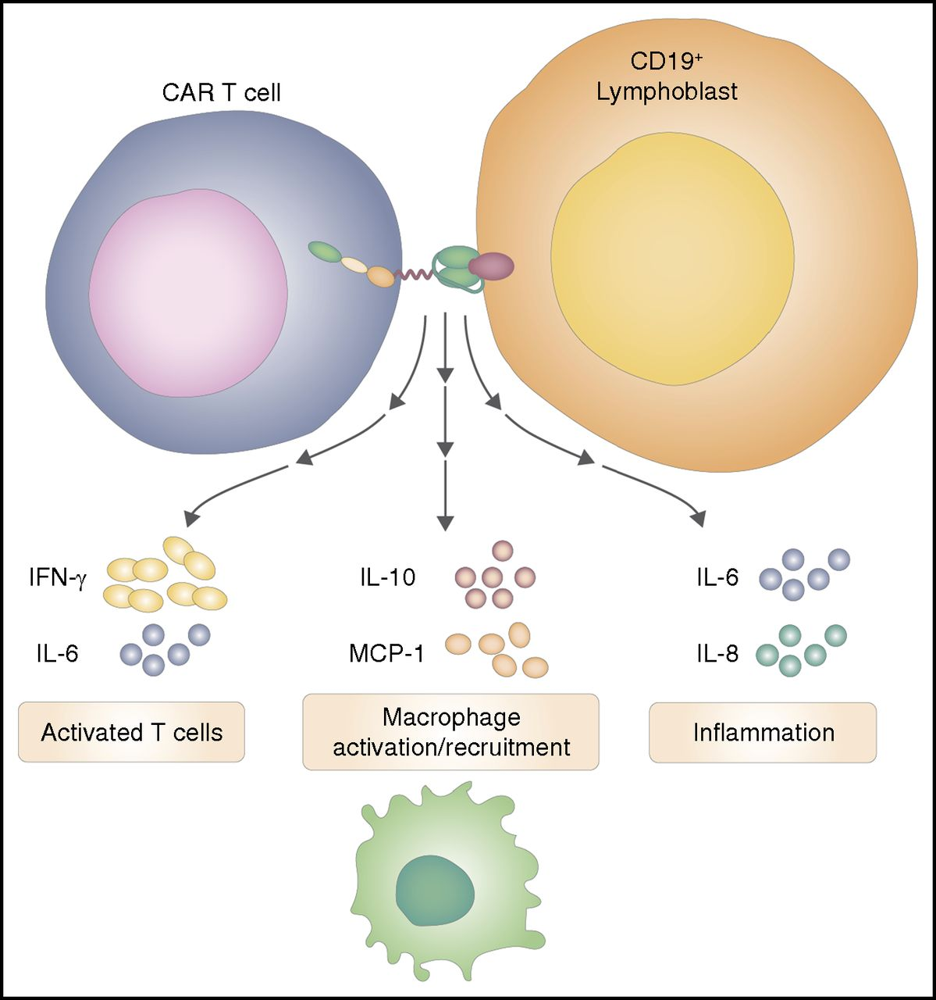 CAR T cell
CD19⁺
Lymphoblast
IFN-γ
IL-6
Activated T cells
IL-10
MCP-1
Macrophage
activation/recruitment
IL-6
IL-8
Inflammation